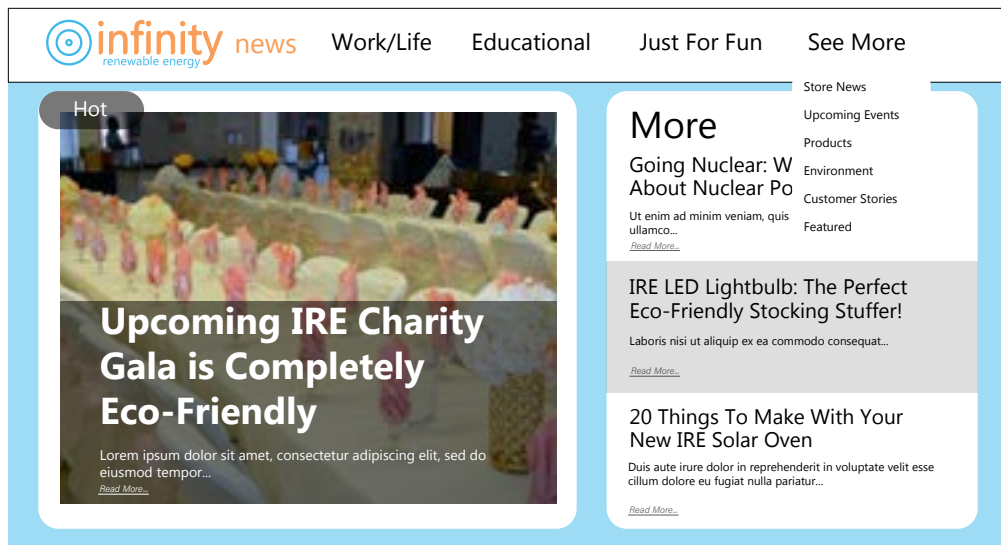 infinity news
renewable energy
Work/Life
Educational
Just For Fun
See More
Store News
Upcoming Events
Products
Environment
Customer Stories
Featured
Hot
Upcoming IRE Charity
Gala is Completely
Eco-Friendly
Lorem ipsum dolor sit amet, consectetur adipiscing elit, sed do
eiusmod tempor...
Read More...
More
Going Nuclear: W
About Nuclear Po
Ut enim ad minim veniam, quis
ullamco...
Read More...
IRE LED Lightbulb: The Perfect
Eco-Friendly Stocking Stuffer!
Laboris nisi ut aliquip ex ea commodo consequat...
Read More...
20 Things To Make With Your
New IRE Solar Oven
Duis aute irure dolor in reprehenderit in voluptate velit esse
cillum dolore eu fugiat nulla pariatur...
Read More...